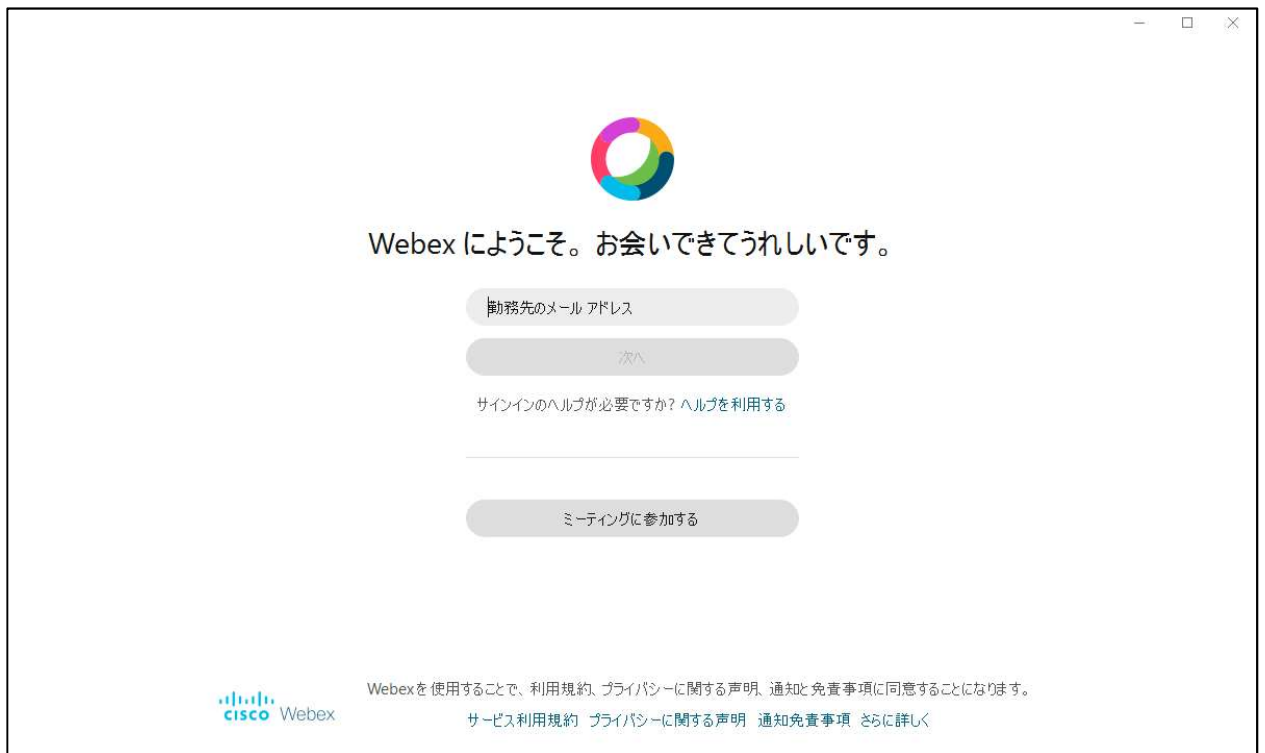 Webex にようこそ。お会いできてうれしいです。
勤務先のメール アドレス
次へ
サインインのヘルプが必要ですか? ヘルプを利用する
ミーティングに参加する
Webexを使用することで、利用規約、プライバシーに関する声明、通知と免責事項に同意することになります。
CISCO Webex
サービス利用規約 プライバシーに関する声明 通知免責事項 さらに詳しく